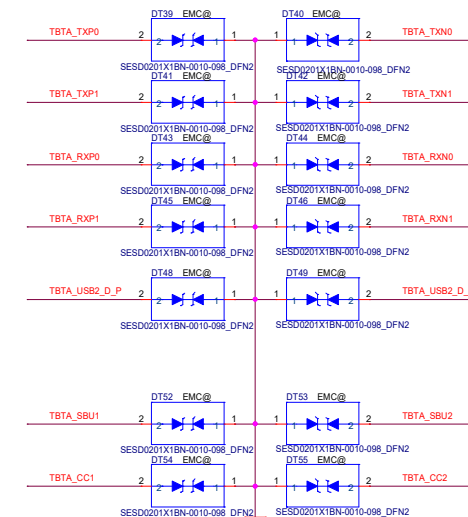 DT39 EMC@ DT40 EMC@
TBTA_TXP0 2 2 1 1 1 1 2 2 TBTA_TXN0
SESD0201X1BN-0010-098_DFN2 SESD0201X1BN-0010-098_DFN2
DT41 EMC@ DT42 EMC@
TBTA_TXP1 2 2 1 1 1 1 2 2 TBTA_TXN1
SESD0201X1BN-0010-098_DFN2 SESD0201X1BN-0010-098_DFN2
DT43 EMC@ DT44 EMC@
TBTA_RXP0 2 2 1 1 1 1 2 2 TBTA_RXN0
SESD0201X1BN-0010-098_DFN2 SESD0201X1BN-0010-098_DFN2
DT45 EMC@ DT46 EMC@
TBTA_RXP1 2 2 1 1 1 1 2 2 TBTA_RXN1
SESD0201X1BN-0010-098_DFN2 SESD0201X1BN-0010-098_DFN2
DT48 EMC@ DT49 EMC@
TBTA_USB2_D_P 2 2 1 1 1 1 2 2 TBTA_USB2_D_
SESD0201X1BN-0010-098_DFN2 SESD0201X1BN-0010-098_DFN2
DT52 EMC@ DT53 EMC@
TBTA_SBU1 2 2 1 1 1 1 2 2 TBTA_SBU2
SESD0201X1BN-0010-098_DFN2 SESD0201X1BN-0010-098_DFN2
DT54 EMC@ DT55 EMC@
TBTA_CC1 2 2 1 1 1 1 2 2 TBTA_CC2
SESD0201X1BN-0010-098_DFN2 SESD0201X1BN-0010-098_DFN2